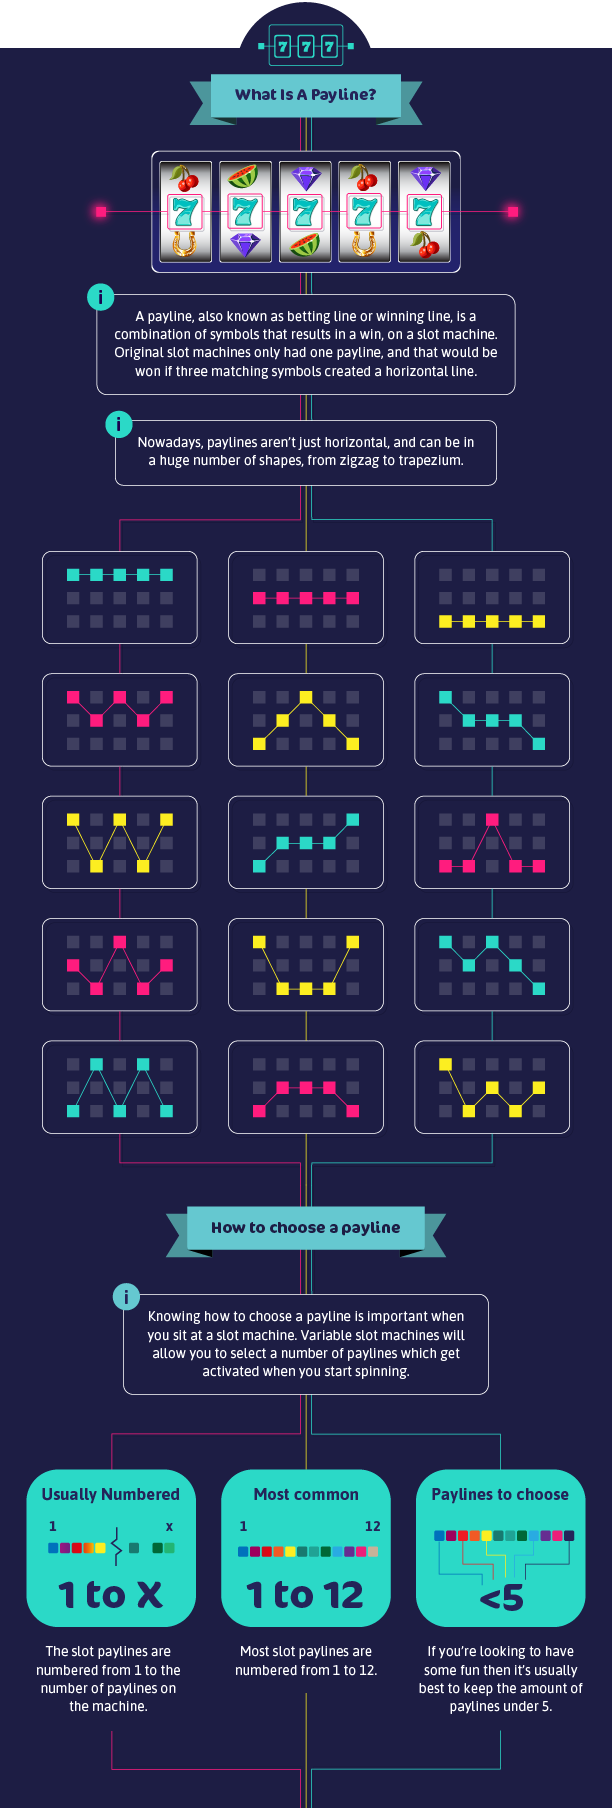 7 7 7
What Is A Payline?
7 7 7 7 7
i
A payline, also known as betting line or winning line, is a
combination of symbols that results in a win, on a slot machine.
Original slot machines only had one payline, and that would be
won if three matching symbols created a horizontal line.
i
Nowadays, paylines aren't just horizontal, and can be in
a huge number of shapes, from zigzag to trapezium.
How to choose a payline
i
Knowing how to choose a payline is important when
you sit at a slot machine. Variable slot machines will
allow you to select a number of paylines which get
activated when you start spinning.
Usually Numbered
1 x
1 to X
The slot paylines are
numbered from 1 to the
number of paylines on
the machine.
Most common
1 12
1 to 12
Most slot paylines are
numbered from 1 to 12.
Paylines to choose
<5
If you're looking to have
some fun then it's usually
best to keep the amount of
paylines under 5.